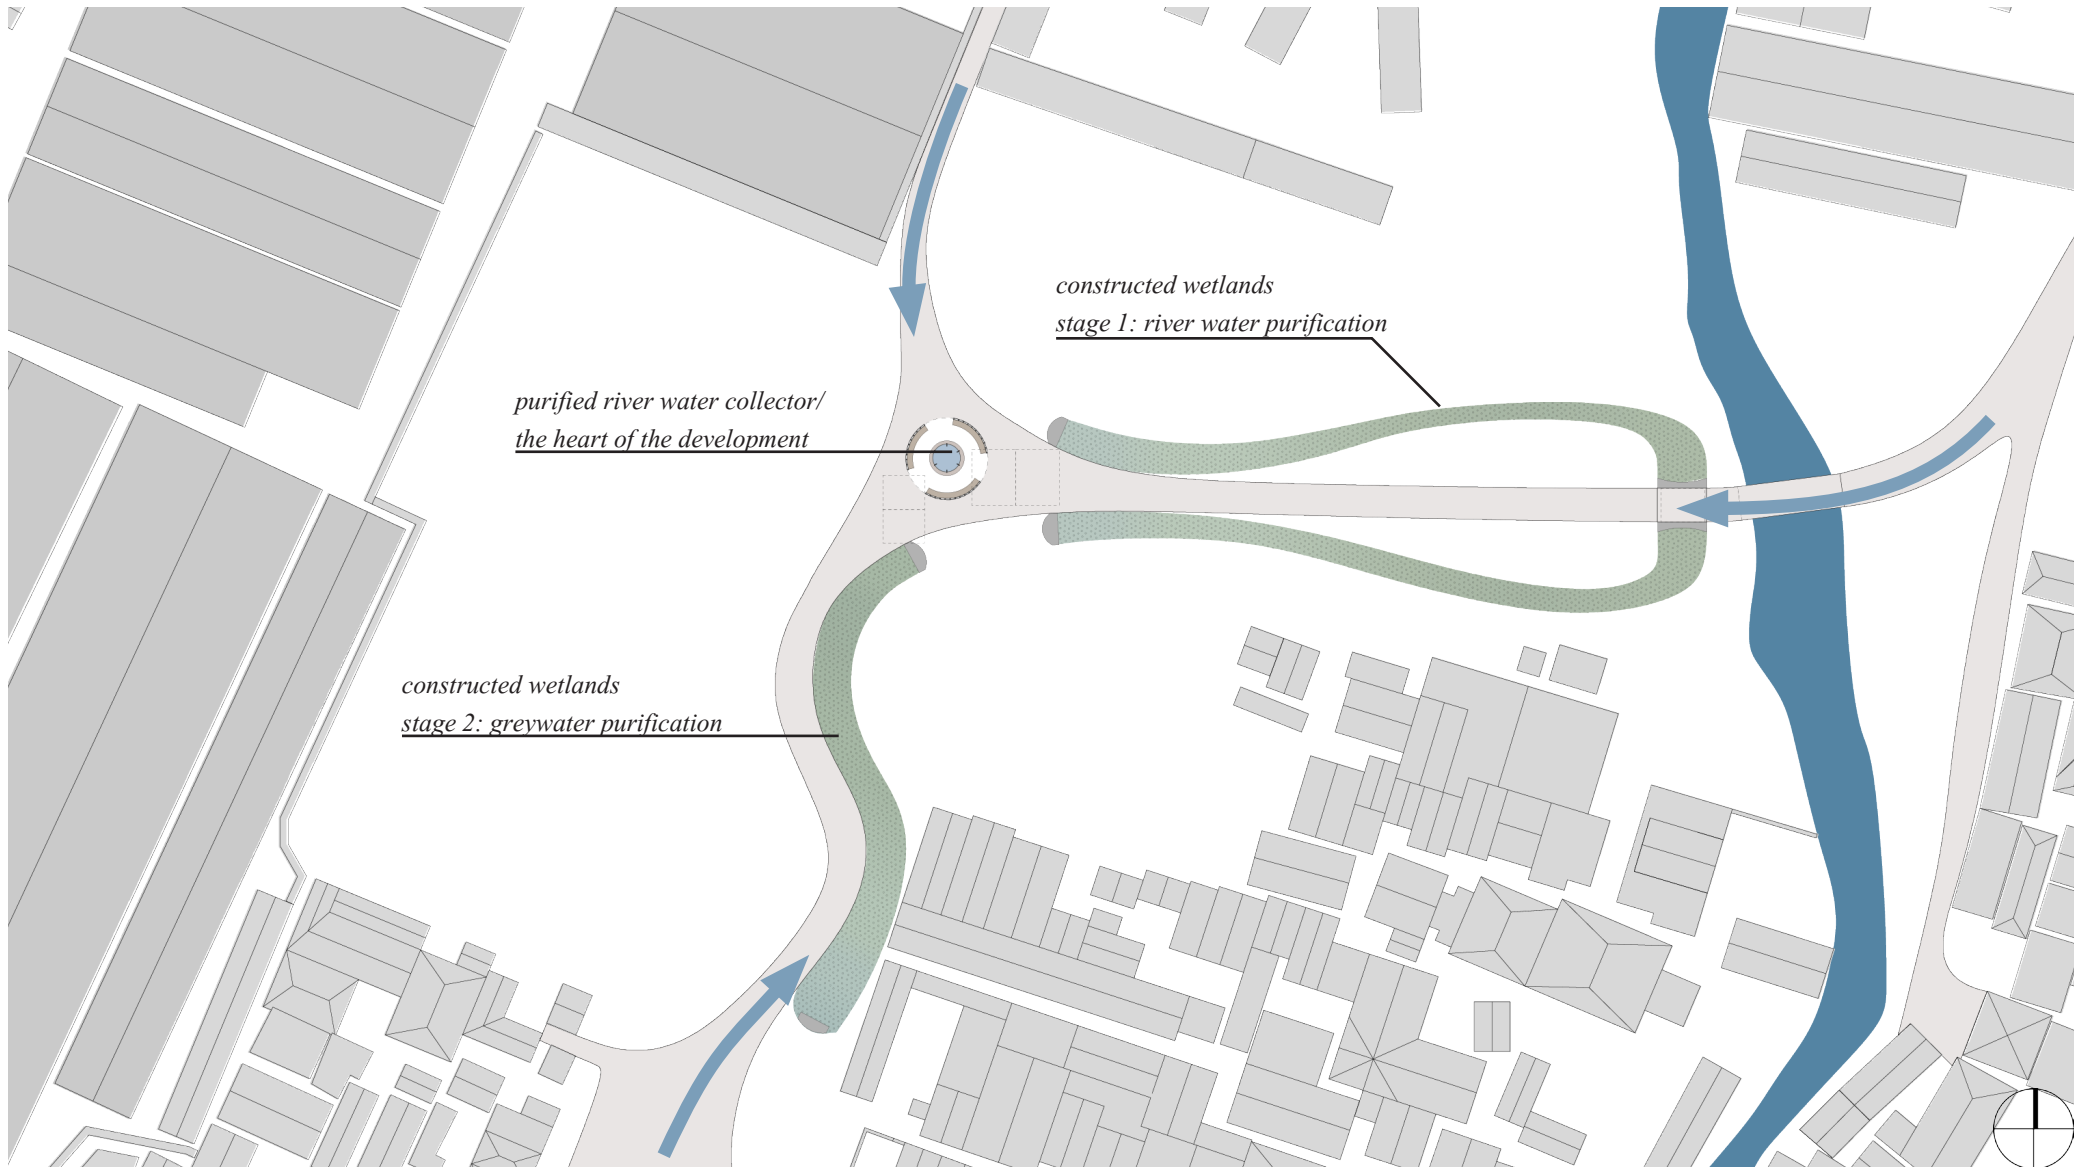 constructed wetlands
stage 1: river water purification
purified river water collector/
the heart of the development
constructed wetlands
stage 2: greywater purification